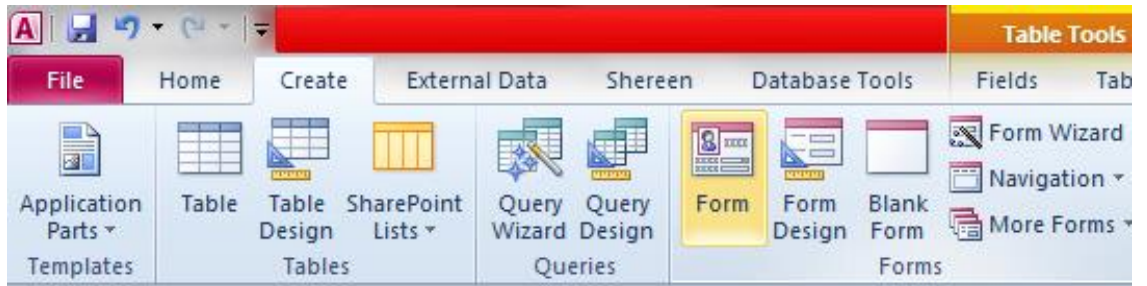 A
Table Tools
File Home Create External Data Shereen Database Tools Fields Tab
Application Parts
Table
Table Design
SharePoint Lists
Query Wizard
Query Design
Form
Form Design
Blank Form
Form Wizard
Navigation
More Forms
Templates Tables Queries Forms